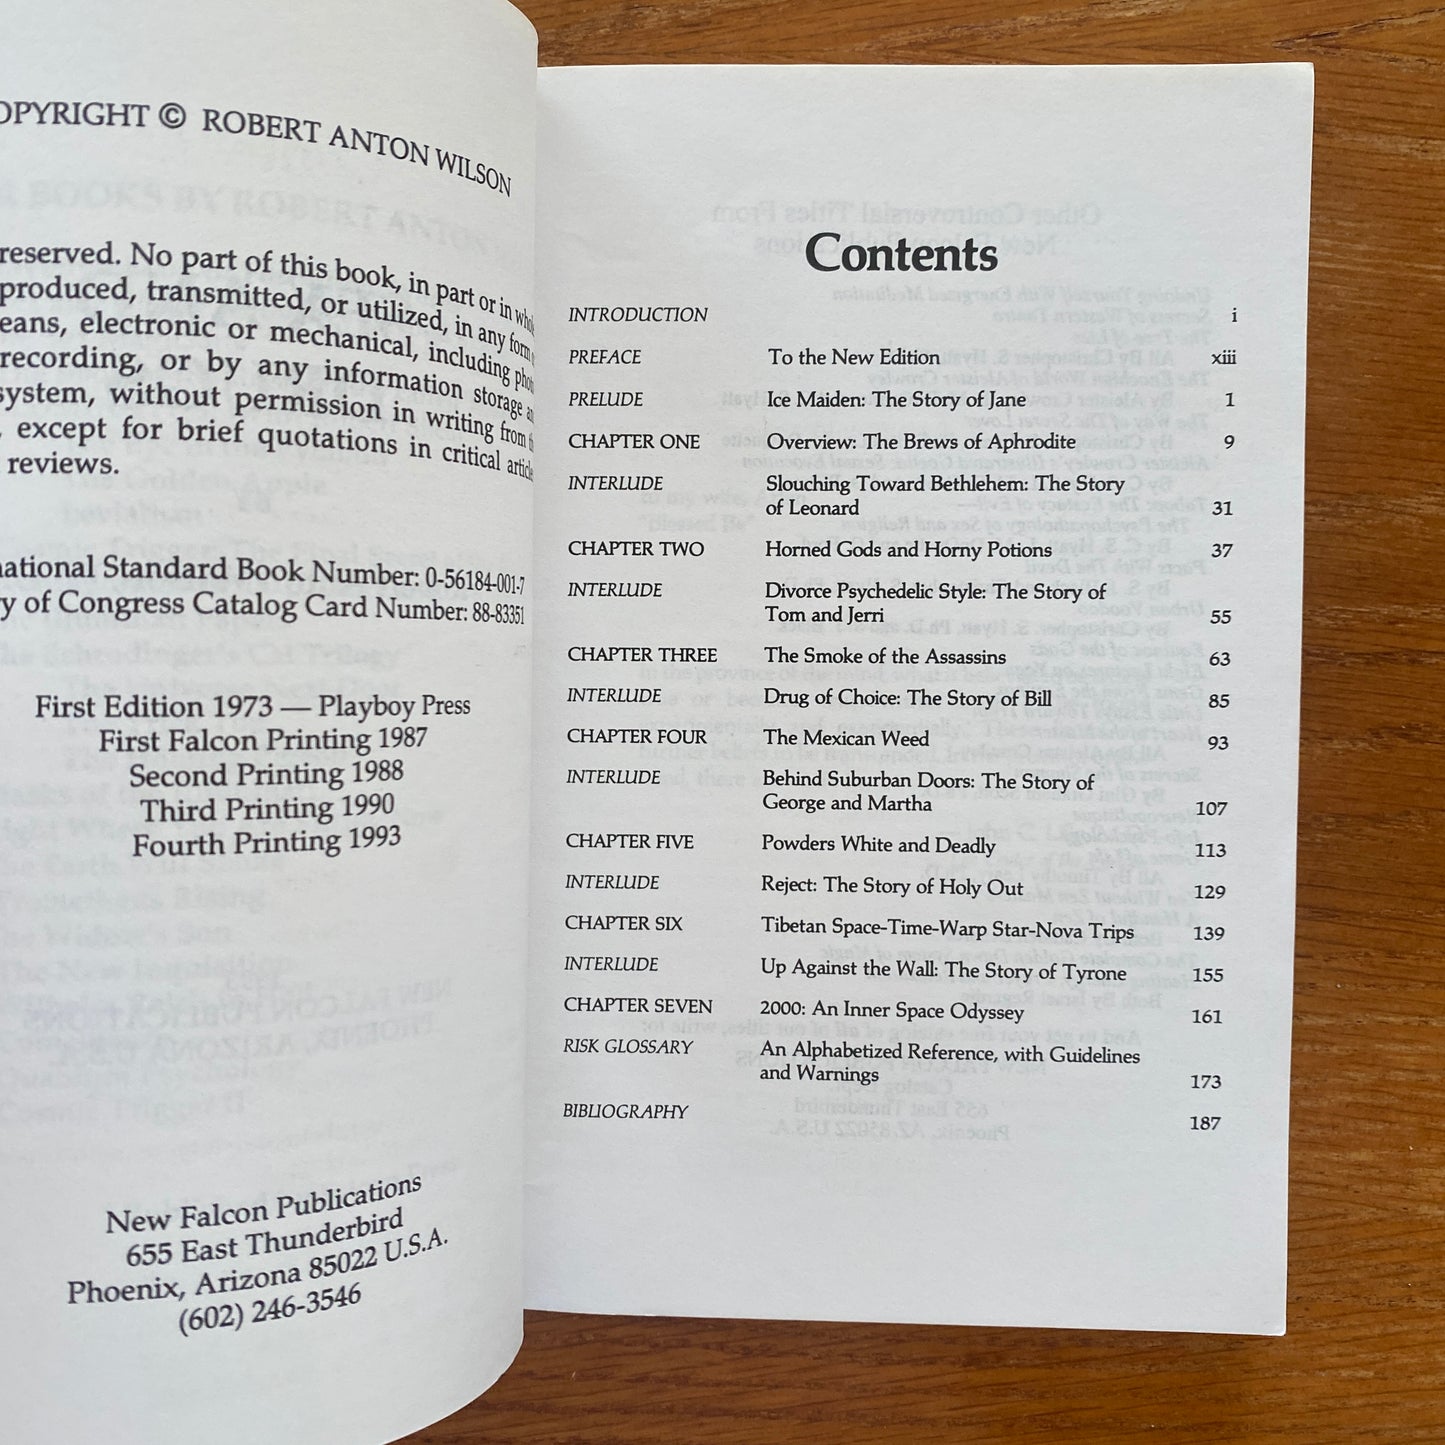 OPYRIGHT © ROBERT ANTON WILSON
reserved. No part of this book, in part or in
produced, transmitted, or utilized, in any form
eans, electronic or mechanical, including
recording, or by any information storage
system, without permission in writing from
, except for brief quotations in critical
reviews.
national Standard Book Number: 0-56184-001-7
y of Congress Catalog Card Number: 88-83351
First Edition 1973 — Playboy Press
First Falcon Printing 1987
Second Printing 1988
Third Printing 1990
Fourth Printing 1993
New Falcon Publications
655 East Thunderbird
Phoenix, Arizona 85022 U.S.A.
(602) 246-3546
Contents
INTRODUCTION i
PREFACE To the New Edition xiii
PRELUDE Ice Maiden: The Story of Jane 1
CHAPTER ONE Overview: The Brews of Aphrodite 9
INTERLUDE Slouching Toward Bethlehem: The Story
of Leonard 31
CHAPTER TWO Horned Gods and Horny Potions 37
INTERLUDE Divorce Psychedelic Style: The Story of
Tom and Jerri 55
CHAPTER THREE The Smoke of the Assassins 63
INTERLUDE Drug of Choice: The Story of Bill 85
CHAPTER FOUR The Mexican Weed 93
INTERLUDE Behind Suburban Doors: The Story of
George and Martha 107
CHAPTER FIVE Powders White and Deadly 113
INTERLUDE Reject: The Story of Holy Out 129
CHAPTER SIX Tibetan Space-Time-Warp Star-Nova Trips 139
INTERLUDE Up Against the Wall: The Story of Tyrone 155
CHAPTER SEVEN 2000: An Inner Space Odyssey 161
RISK GLOSSARY An Alphabetized Reference, with Guidelines
and Warnings 173
BIBLIOGRAPHY 187